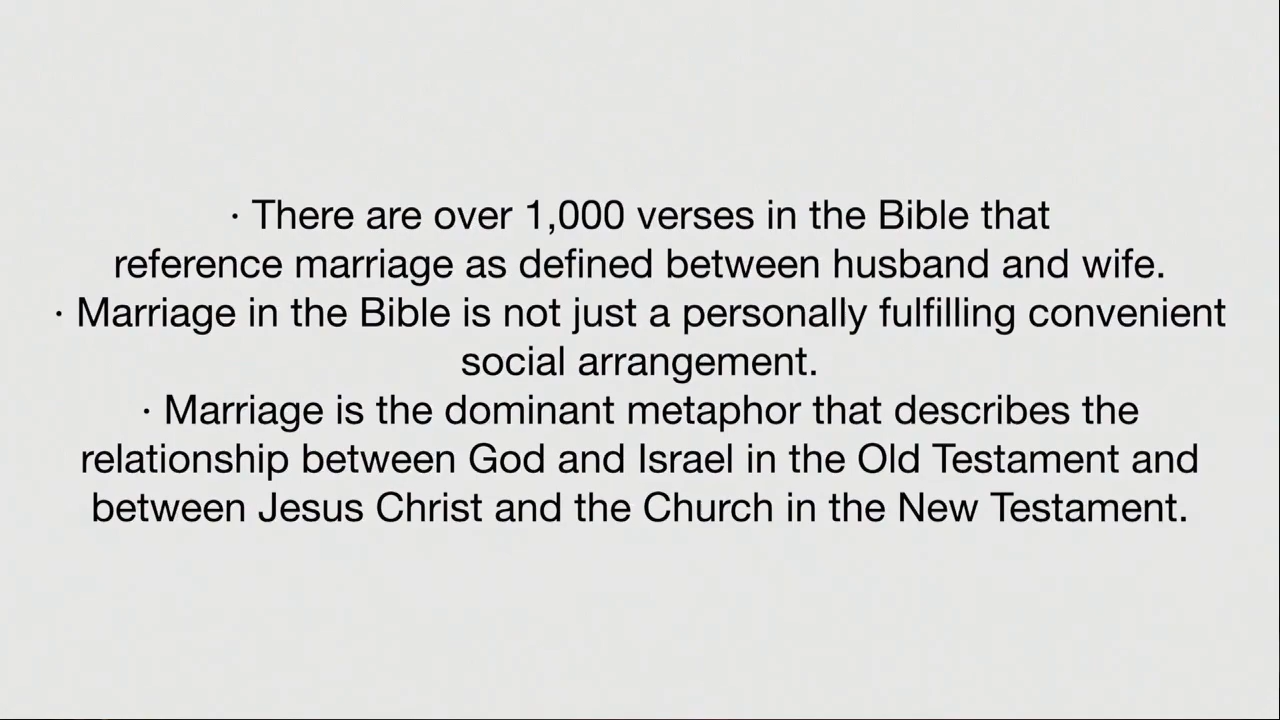 · There are over 1,000 verses in the Bible that
reference marriage as defined between husband and wife.
· Marriage in the Bible is not just a personally fulfilling convenient
social arrangement.
· Marriage is the dominant metaphor that describes the
relationship between God and Israel in the Old Testament and
between Jesus Christ and the Church in the New Testament.